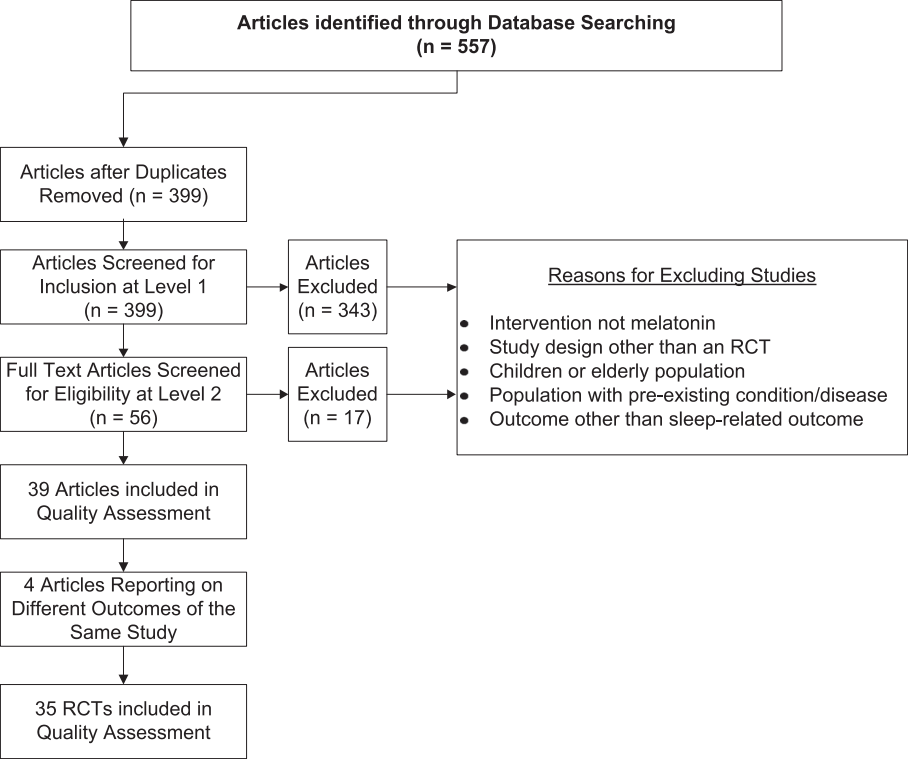 Articles identified through Database Searching
(n = 557)
Articles after Duplicates
Removed (n = 399)
Articles Screened for
Inclusion at Level 1
(n = 399)
Articles
Excluded
(n = 343)
Full Text Articles Screened
for Eligibility at Level 2
(n = 56)
Articles
Excluded
(n = 17)
Reasons for Excluding Studies
● Intervention not melatonin
● Study design other than an RCT
● Children or elderly population
● Population with pre-existing condition/disease
● Outcome other than sleep-related outcome
39 Articles included in
Quality Assessment
4 Articles Reporting on
Different Outcomes of the
Same Study
35 RCTs included in
Quality Assessment